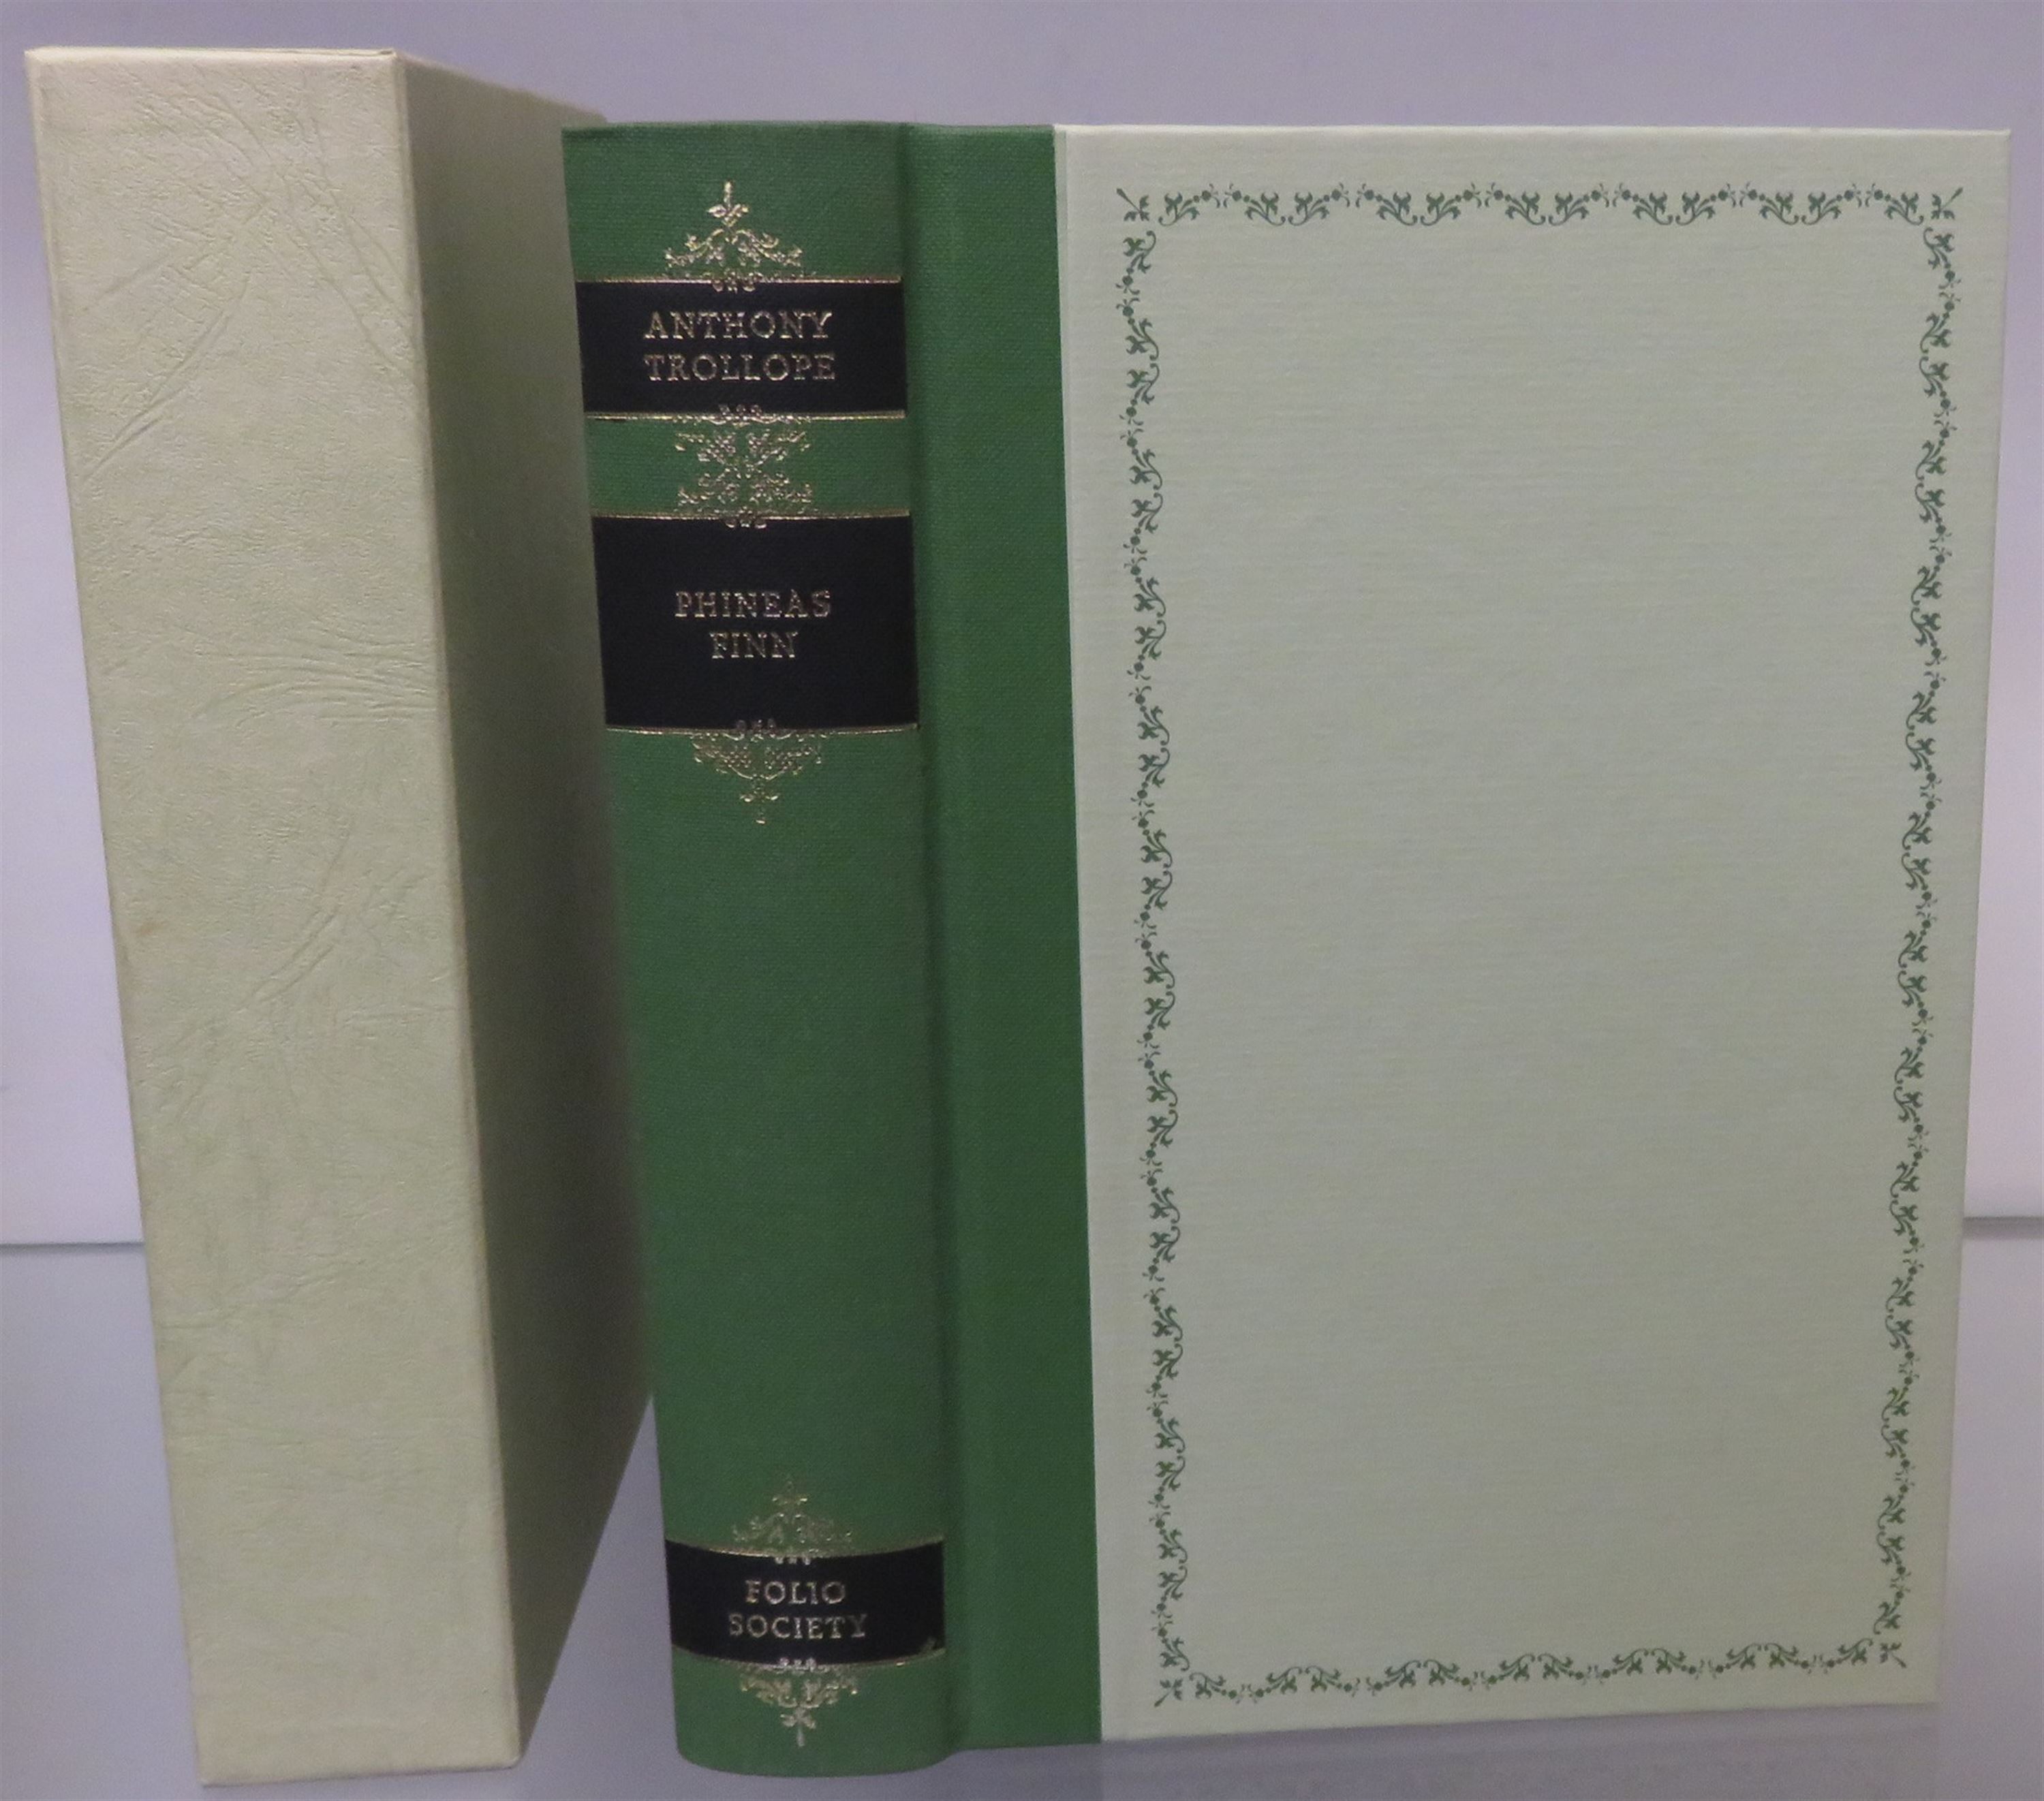 ANTHONY
TROLLOPE
PHINEAS
FINN
FOLIO
SOCIETY